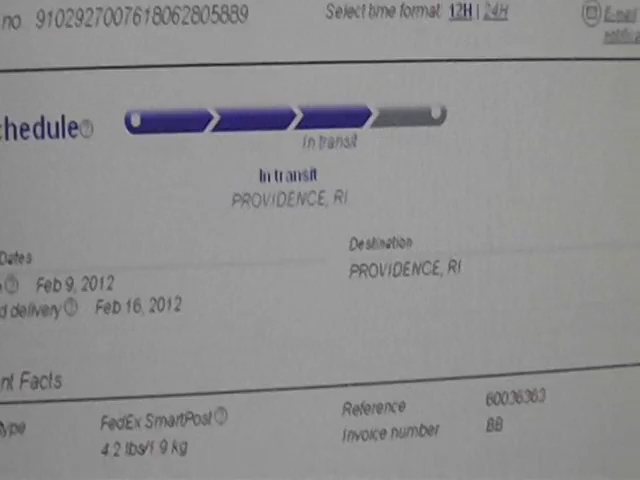 no 9102927007618062805889
Select time format 12H | 24H
E-mail
chedule
In transit
In transit
PROVIDENCE, RI
Dates
Destination
Feb 9, 2012
PROVIDENCE, RI
d delivery Feb 16, 2012
nt Facts
ype FedEx SmartPost
Reference 60036363
4.2 lbs/1.9 kg
Invoice number BB